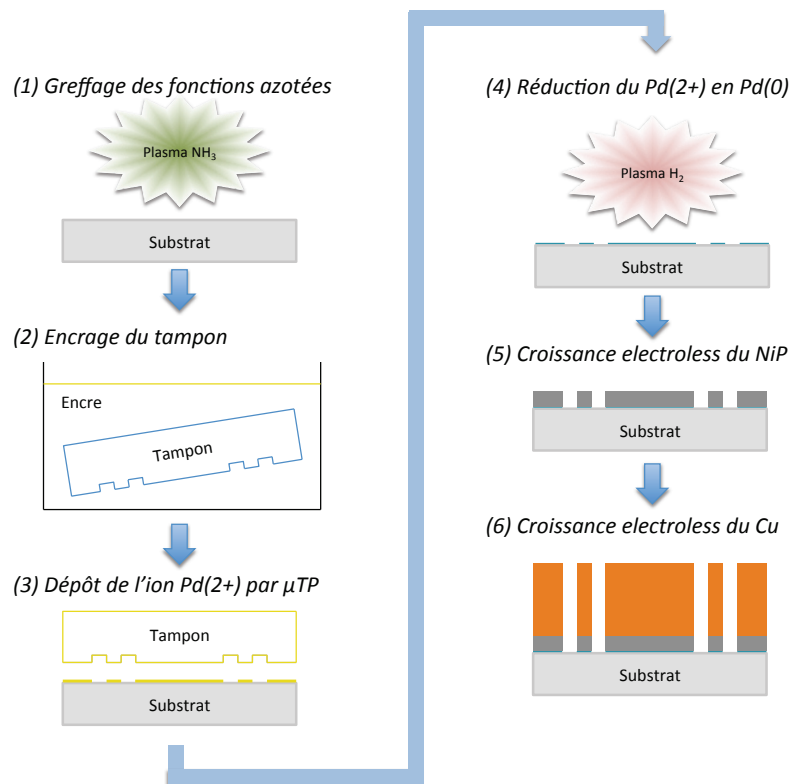 (1) Greffage des fonctions azotées
Plasma NH₃
Substrat
(2) Encrage du tampon
Encre
Tampon
(3) Dépôt de l'ion Pd(2+) par µTP
Tampon
Substrat
(4) Réduction du Pd(2+) en Pd(0)
Plasma H₂
Substrat
(5) Croissance electroless du NiP
Substrat
(6) Croissance electroless du Cu
Substrat